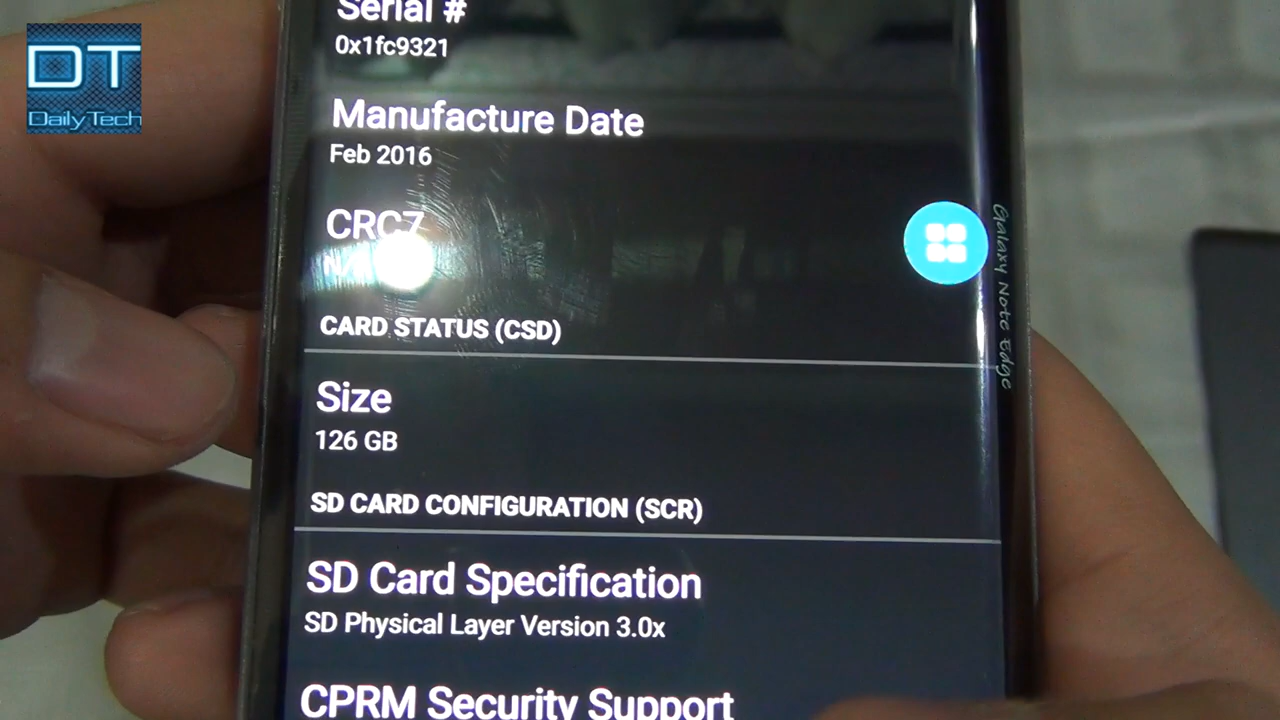 DT
Daily Tech
Serial #
0x1fc9321
Manufacture Date
Feb 2016
CRC7
CARD STATUS (CSD)
Size
126 GB
SD CARD CONFIGURATION (SCR)
SD Card Specification
SD Physical Layer Version 3.0x
CPRM Security Support
Galaxy Note Edge